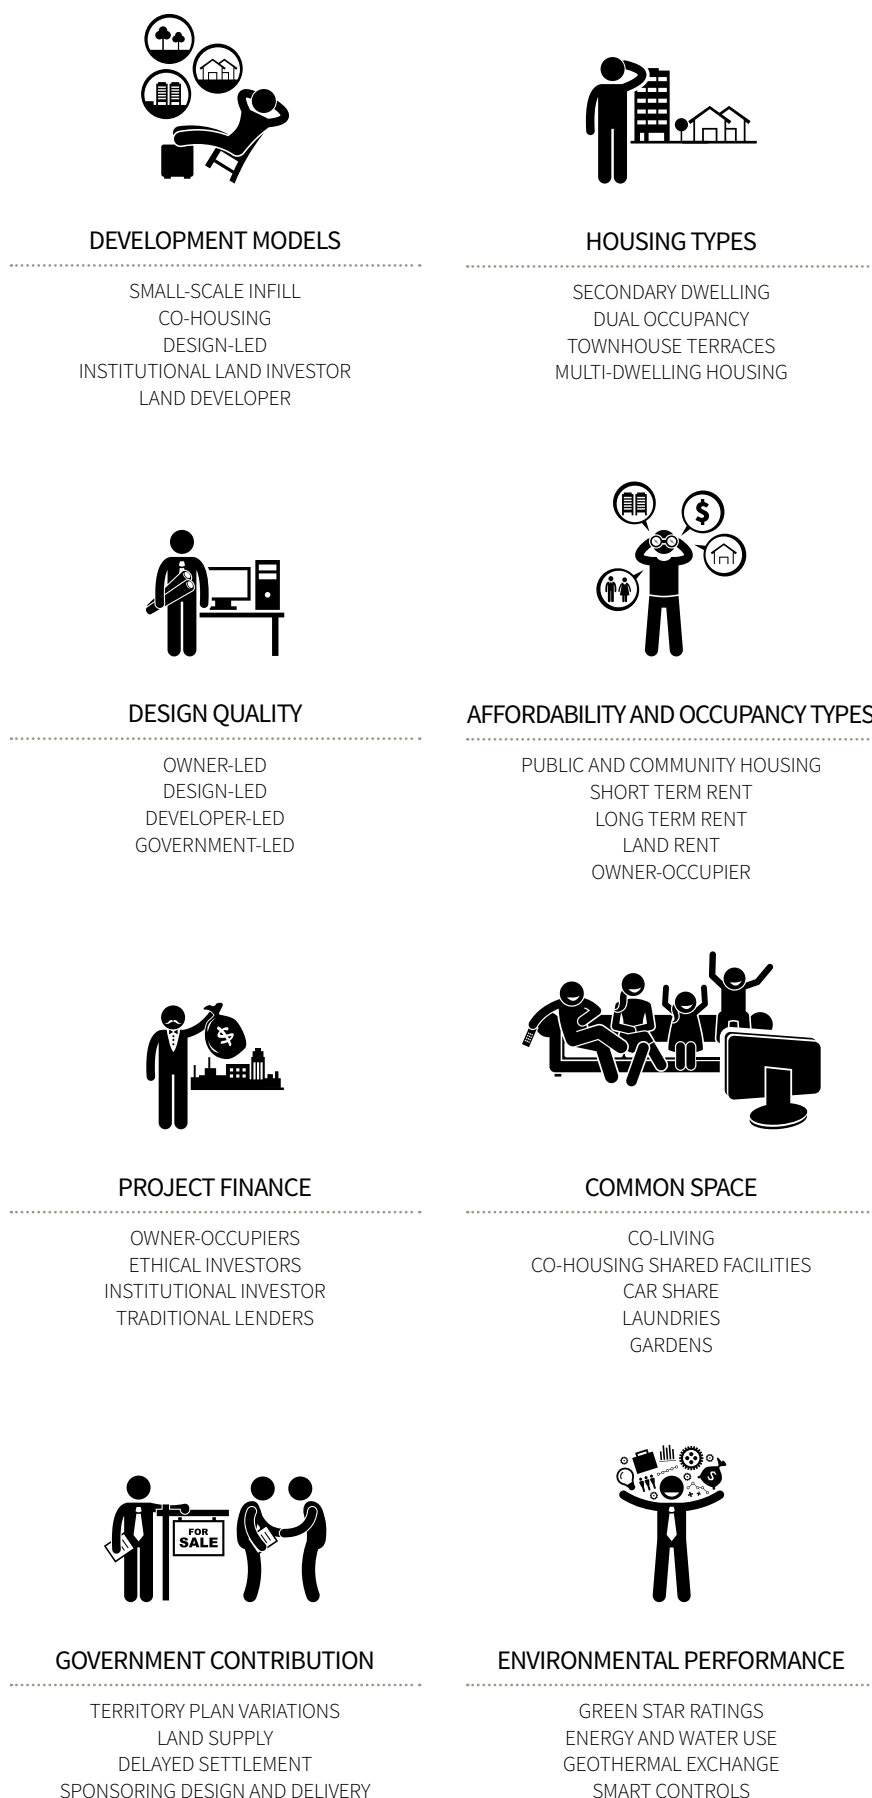 DEVELOPMENT MODELS
SMALL-SCALE INFILL
CO-HOUSING
DESIGN-LED
INSTITUTIONAL LAND INVESTOR
LAND DEVELOPER
HOUSING TYPES
SECONDARY DWELLING
DUAL OCCUPANCY
TOWNHOUSE TERRACES
MULTI-DWELLING HOUSING
$
DESIGN QUALITY
OWNER-LED
DESIGN-LED
DEVELOPER-LED
GOVERNMENT-LED
AFFORDABILITY AND OCCUPANCY TYPES
PUBLIC AND COMMUNITY HOUSING
SHORT TERM RENT
LONG TERM RENT
LAND RENT
OWNER-OCCUPIER
$
PROJECT FINANCE
OWNER-OCCUPIERS
ETHICAL INVESTORS
INSTITUTIONAL INVESTOR
TRADITIONAL LENDERS
COMMON SPACE
CO-LIVING
CO-HOUSING SHARED FACILITIES
CAR SHARE
LAUNDRIES
GARDENS
FOR
SALE
$
GOVERNMENT CONTRIBUTION
TERRITORY PLAN VARIATIONS
LAND SUPPLY
DELAYED SETTLEMENT
SPONSORING DESIGN AND DELIVERY
ENVIRONMENTAL PERFORMANCE
GREEN STAR RATINGS
ENERGY AND WATER USE
GEOTHERMAL EXCHANGE
SMART CONTROLS